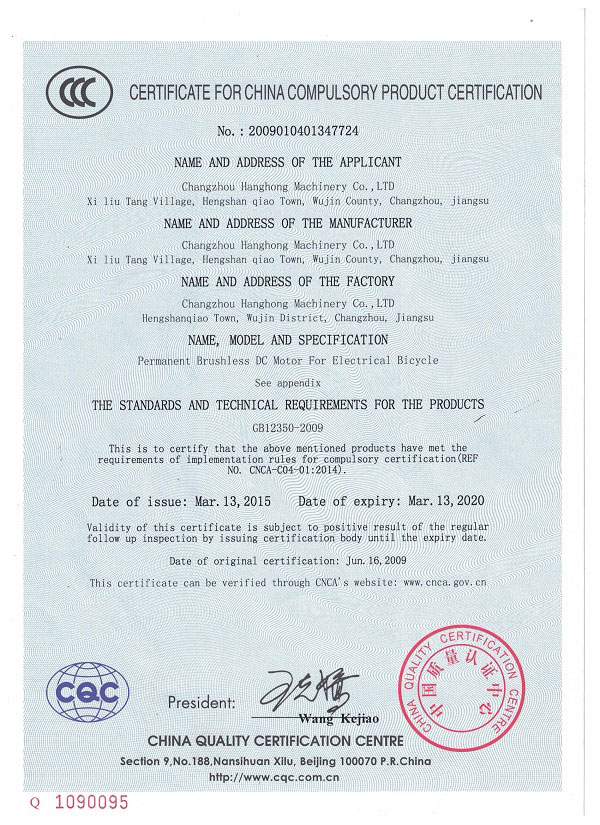 CERTIFICATE FOR CHINA COMPULSORY PRODUCT CERTIFICATION
No. : 2009010401347724
NAME AND ADDRESS OF THE APPLICANT
Changzhou Hanghong Machinery Co.,LTD
Xi liu Tang Village, Hengshan qiao Town, Wujin County, Changzhou, jiangsu
NAME AND ADDRESS OF THE MANUFACTURER
Changzhou Hanghong Machinery Co.,LTD
Xi liu Tang Village, Hengshan qiao Town, Wujin County, Changzhou, jiangsu
NAME AND ADDRESS OF THE FACTORY
Changzhou Hanghong Machinery Co.,LTD
Hengshanqiao Town, Wujin District, Changzhou, Jiangsu
NAME, MODEL AND SPECIFICATION
Permanent Brushless DC Motor For Electrical Bicycle
See appendix
THE STANDARDS AND TECHNICAL REQUIREMENTS FOR THE PRODUCTS
GB12350-2009
This is to certify that the above mentioned products have met the
requirements of implementation rules for compulsory certification(REF
NO. CNCA-C04-01:2014).
Date of issue: Mar.13,2015 Date of expiry: Mar.13,2020
Validity of this certificate is subject to positive result of the regular
follow up inspection by issuing certification body until the expiry date.
Date of original certification: Jun.16,2009
This certificate can be verified through CNCA's website: www.cnca.gov.cn
CHINA QUALITY CERTIFICATION CENTRE
中国质量认证中心
CQC
President:
Wang Kejiao
CHINA QUALITY CERTIFICATION CENTRE
Section 9,No.188,Nansihuan Xilu, Beijing 100070 P.R.China
http://www.cqc.com.cn
Q 1090095